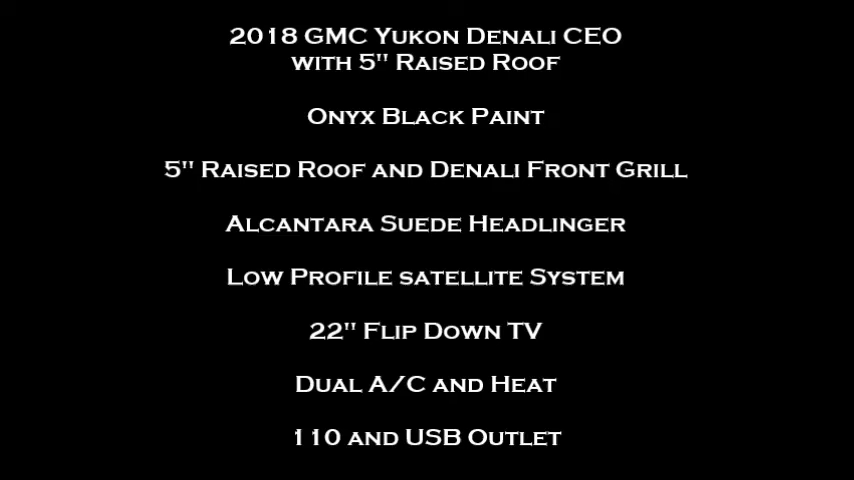 2018 GMC Yukon Denali CEO
with 5" Raised Roof
Onyx Black Paint
5" Raised Roof and Denali Front Grill
Alcantara Suede Headlinger
Low Profile satellite System
22" Flip Down TV
Dual A/C and Heat
110 and USB Outlet